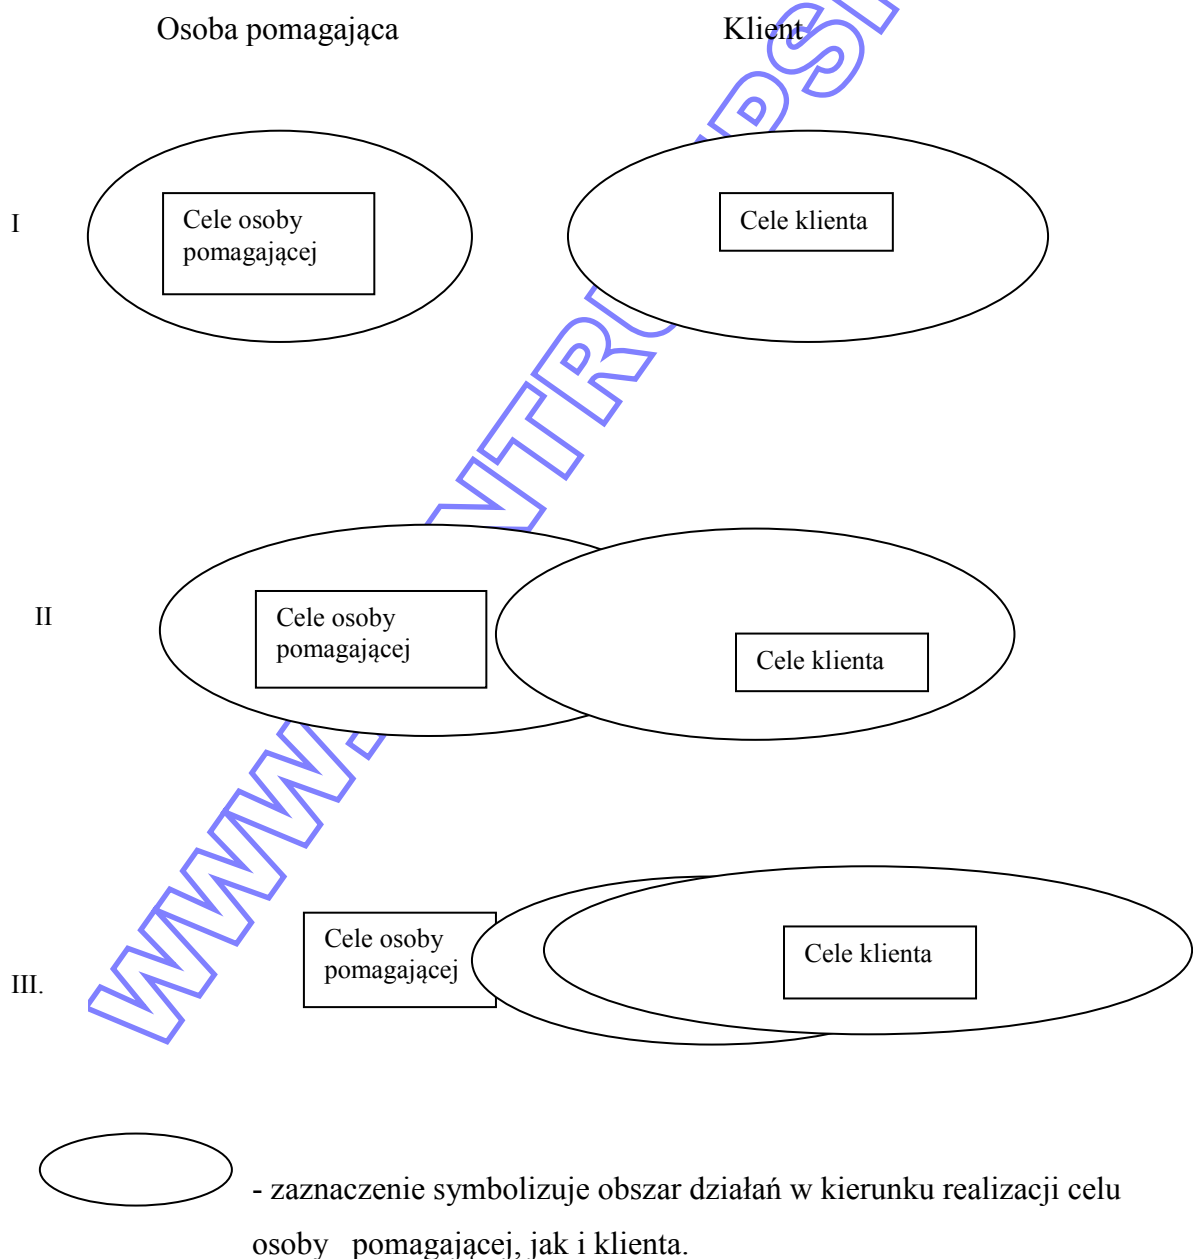 Osoba pomagająca
Klient
I
Cele osoby
pomagającej
Cele klienta
II
Cele osoby
pomagającej
Cele klienta
III.
Cele osoby
pomagającej
Cele klienta
- zaznaczenie symbolizuje obszar działań w kierunku realizacji celu
osoby pomagającej, jak i klienta.